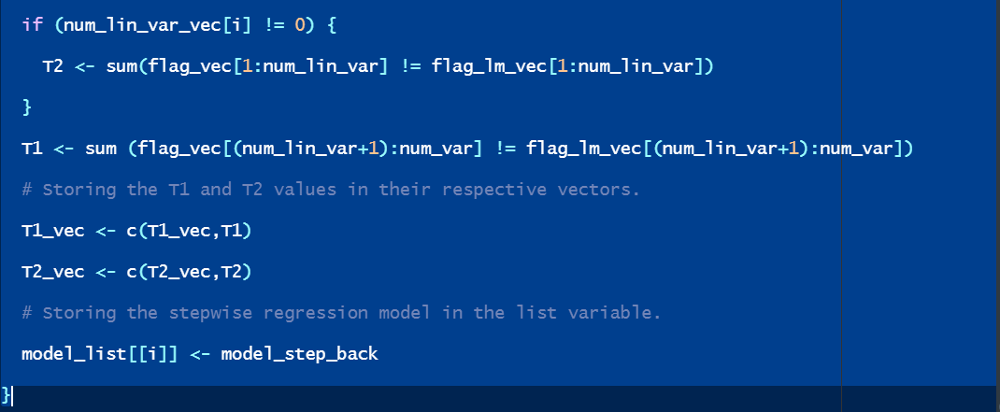 if (num_lin_var_vec[i] != 0) {
T2 <- sum(flag_vec[1:num_lin_var] != flag_lm_vec[1:num_lin_var])
}
T1 <- sum (flag_vec[(num_lin_var+1):num_var] != flag_lm_vec[(num_lin_var+1):num_var])
# Storing the T1 and T2 values in their respective vectors.
T1_vec <- c(T1_vec,T1)
T2_vec <- c(T2_vec,T2)
# Storing the stepwise regression model in the list variable.
model_list[[i]] <- model_step_back
}